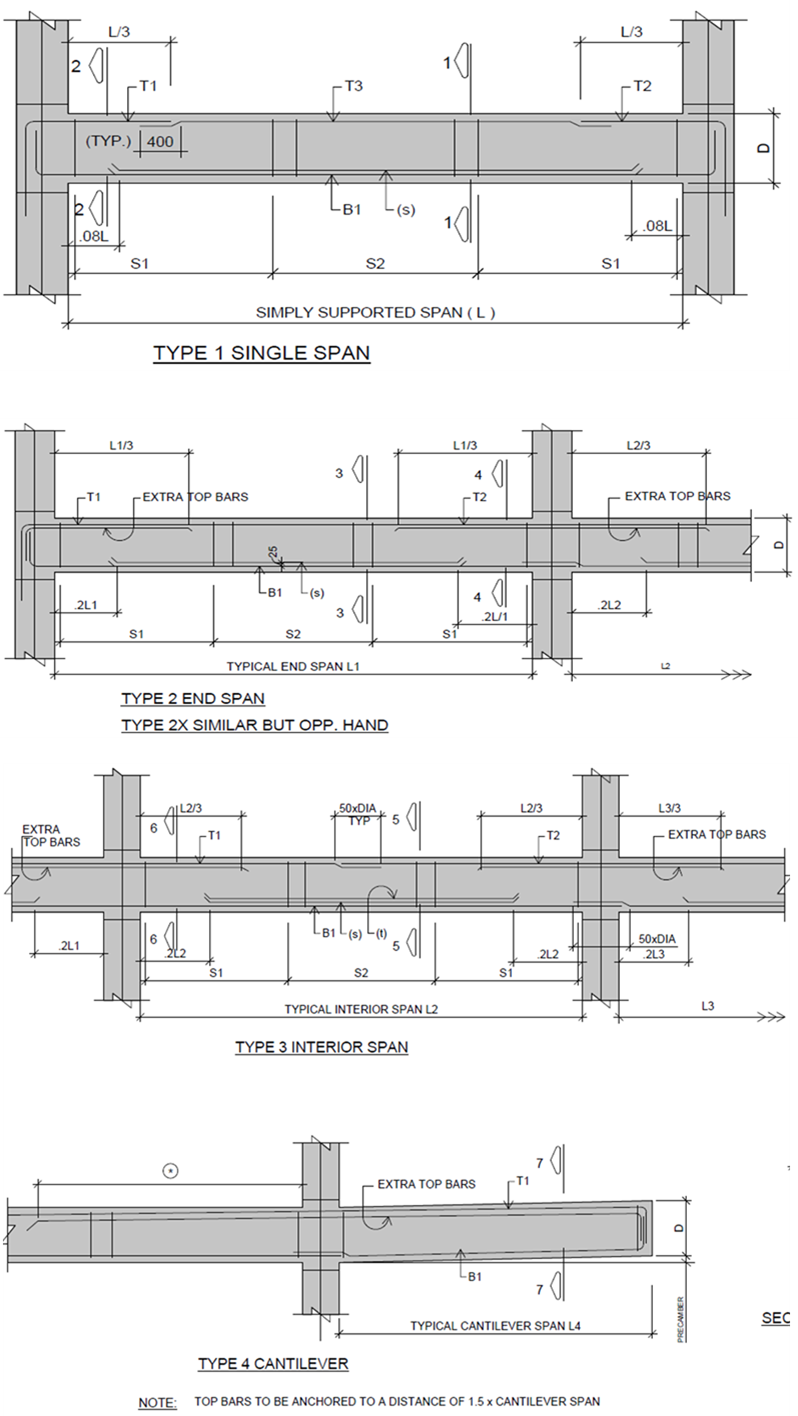 L/3 L/3
2 1
T1 T3 T2
(TYP.) 400 D
2 B1 (s) 1
.08L .08L
S1 S2 S1
SIMPLY SUPPORTED SPAN ( L )
TYPE 1 SINGLE SPAN
L1/3 L1/3 L2/3
3 4
T1 EXTRA TOP BARS T2 EXTRA TOP BARS
25 D
B1 (s)
3 4
.2L1 .2L/1 .2L2
S1 S2 S1
TYPICAL END SPAN L1 L2
TYPE 2 END SPAN
TYPE 2X SIMILAR BUT OPP. HAND
L2/3 50xDIA L2/3 L3/3
TYP
6 5
EXTRA
TOP BARS T1 T2 EXTRA TOP BARS
B1 (s) (t)
6 5 50xDIA
.2L1 .2L2 .2L2 .2L3
S1 S2 S1
TYPICAL INTERIOR SPAN L2 L3
TYPE 3 INTERIOR SPAN
7
EXTRA TOP BARS T1
D
B1
7
PRECAMBER
TYPICAL CANTILEVER SPAN L4
SEC
TYPE 4 CANTILEVER
NOTE: TOP BARS TO BE ANCHORED TO A DISTANCE OF 1.5 x CANTILEVER SPAN